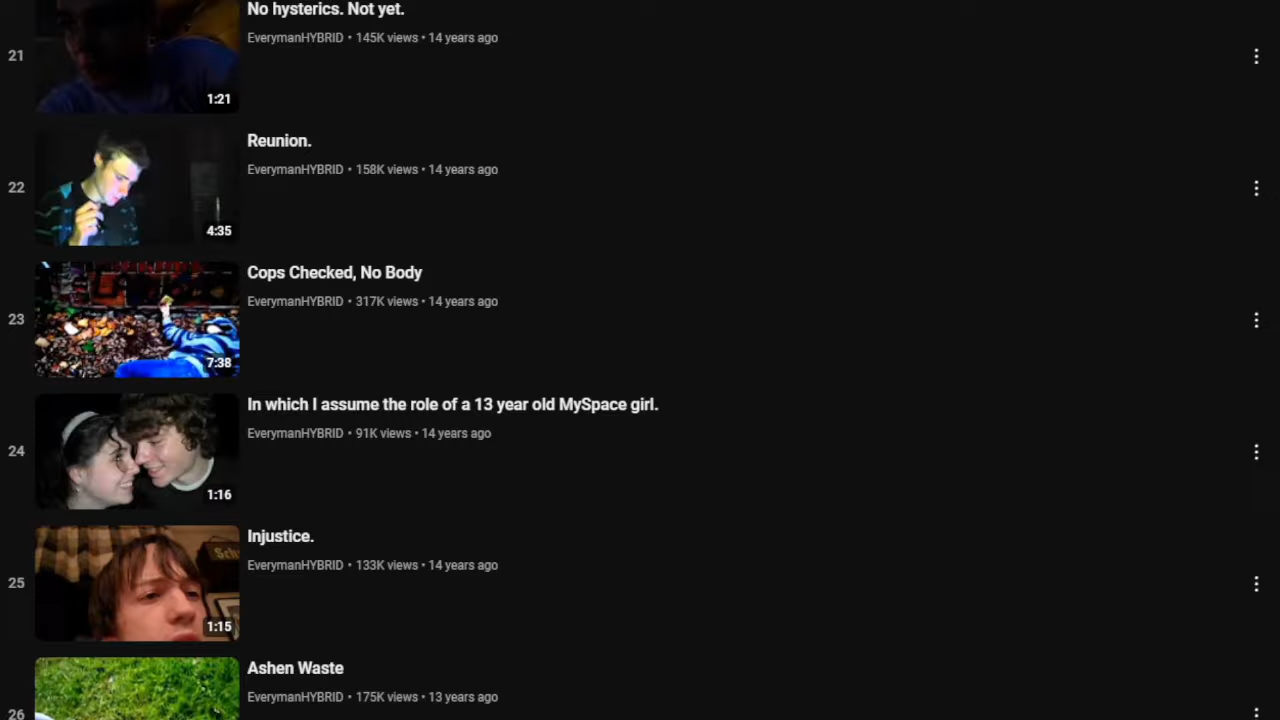 No hysterics. Not yet.
EverymanHYBRID • 145K views • 14 years ago
21
1:21
Reunion.
EverymanHYBRID • 158K views • 14 years ago
22
4:35
Cops Checked, No Body
EverymanHYBRID • 317K views • 14 years ago
23
7:38
In which I assume the role of a 13 year old MySpace girl.
EverymanHYBRID • 91K views • 14 years ago
24
1:16
Injustice.
EverymanHYBRID • 133K views • 14 years ago
25
1:15
Ashen Waste
EverymanHYBRID • 175K views • 13 years ago
26